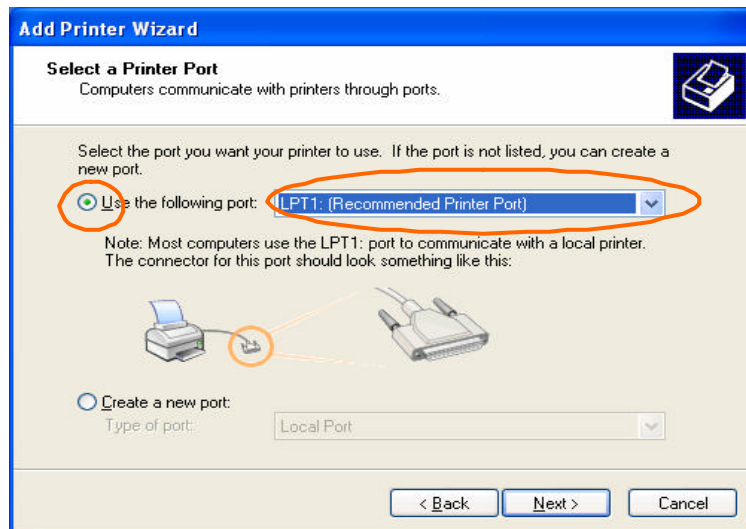 Add Printer Wizard
Select a Printer Port
Computers communicate with printers through ports.
Select the port you want your printer to use. If the port is not listed, you can create a
new port.
Use the following port: LPT1: (Recommended Printer Port)
Note: Most computers use the LPT1: port to communicate with a local printer.
The connector for this port should look something like this:
Create a new port:
Type of port: Local Port
< Back Next > Cancel